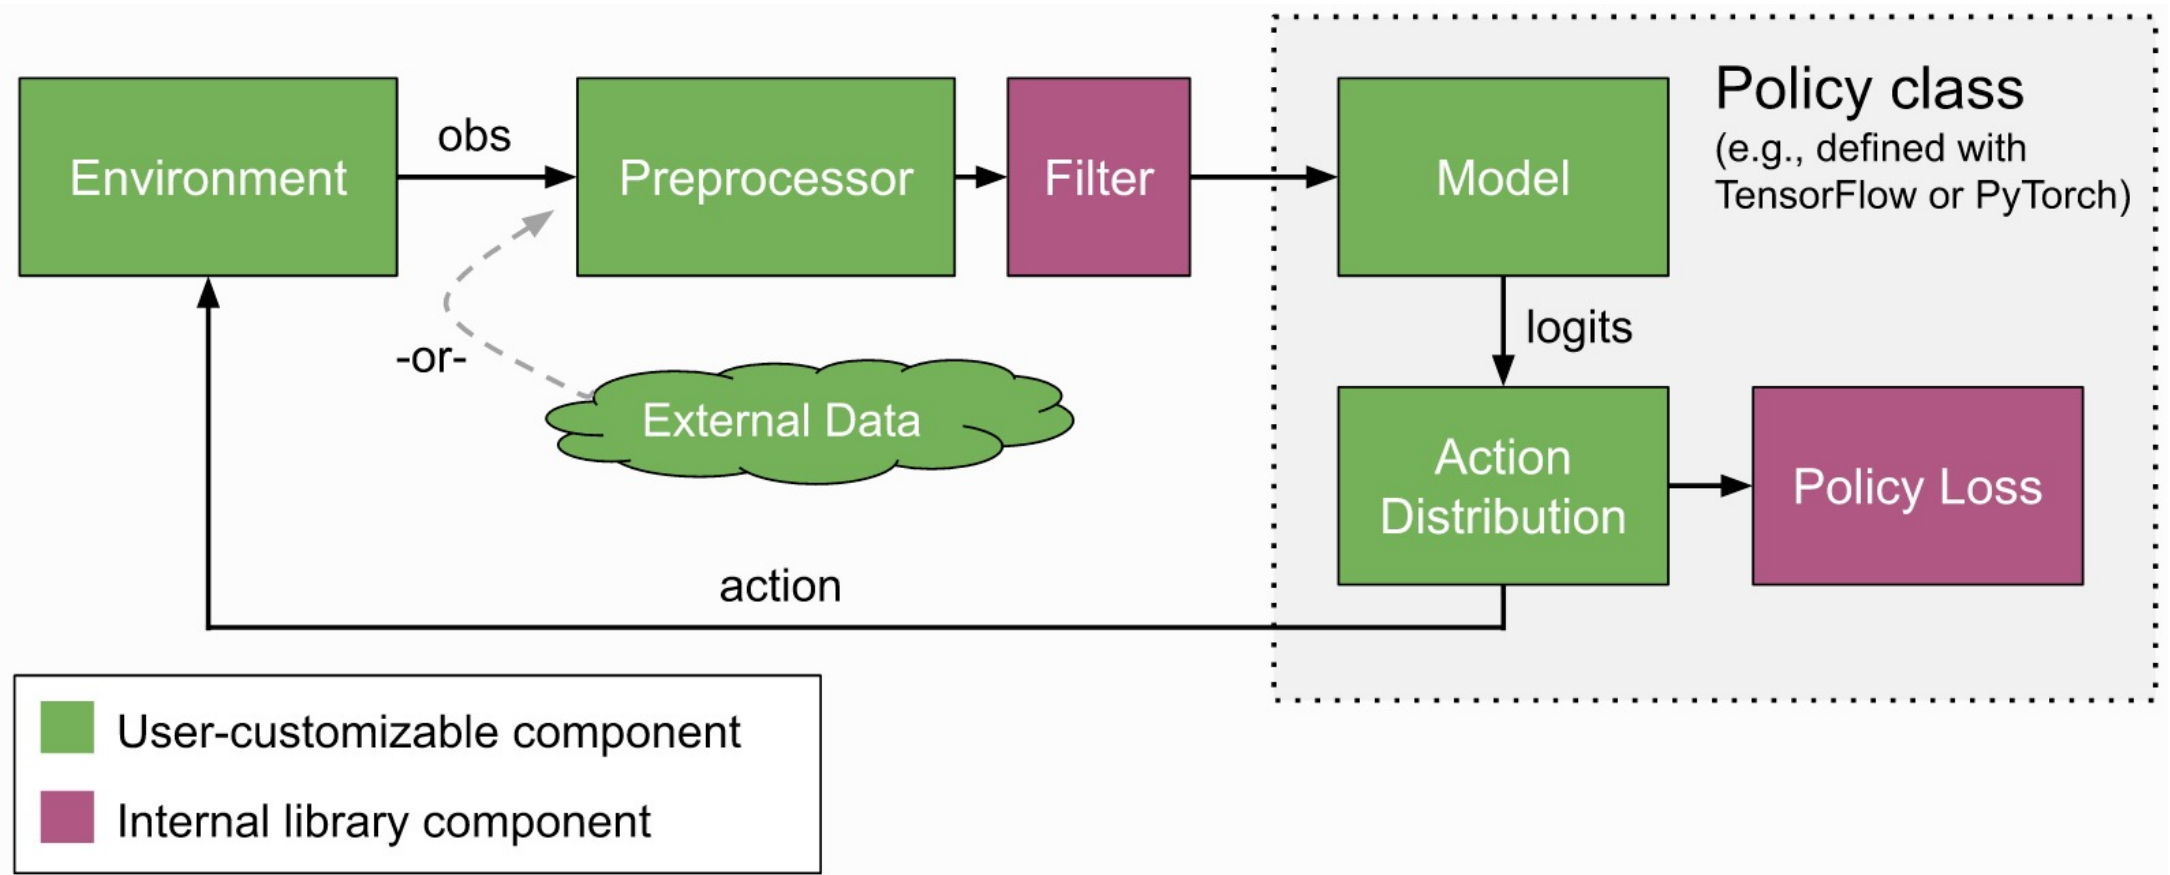 Policy class
(e.g., defined with
TensorFlow or PyTorch)
Environment
obs
Preprocessor
Filter
Model
-or-
External Data
logits
Action
Distribution
Policy Loss
action
User-customizable component
Internal library component